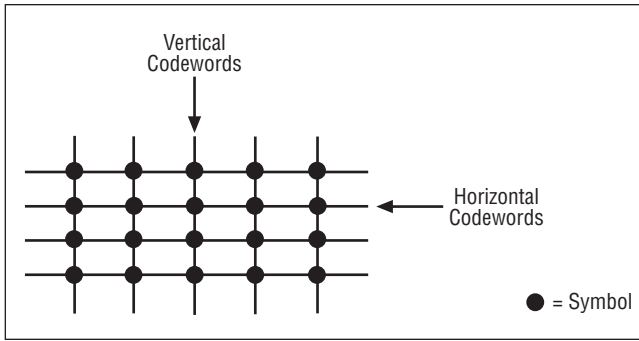 Vertical
Codewords
Horizontal
Codewords
= Symbol